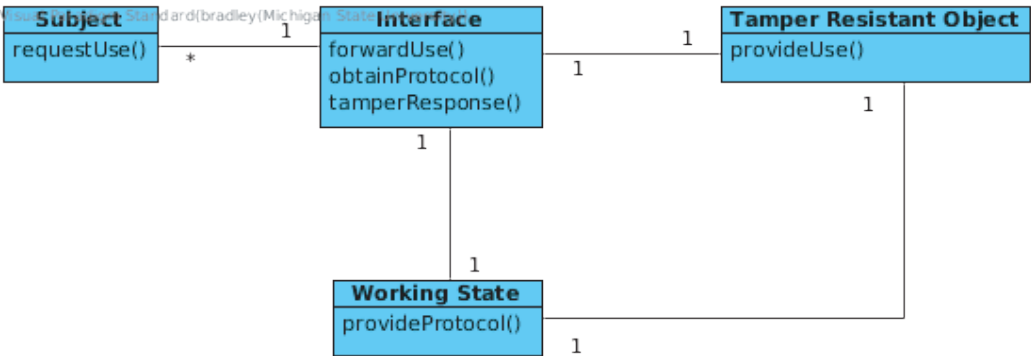 Subject
requestUse()
1
*
Interface
forwardUse()
obtainProtocol()
tamperResponse()
1
1
Tamper Resistant Object
provideUse()
1
1
1
Working State
provideProtocol()
1